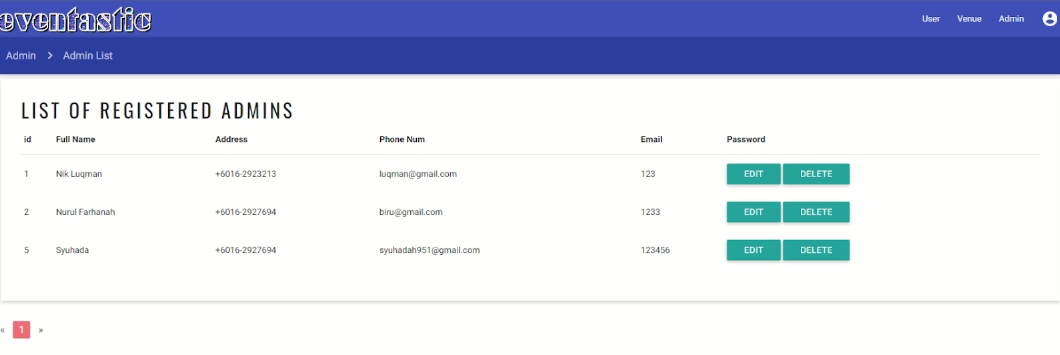 eventastic
User Venue Admin
Admin > Admin List
LIST OF REGISTERED ADMINS
id Full Name Address Phone Num Email Password
1 Nik Luqman +6016-2923213 luqman@gmail.com 123 EDIT DELETE
2 Nurul Farhanah +6016-2927694 biru@gmail.com 1233 EDIT DELETE
5 Syuhada +6016-2927694 syuhadah951@gmail.com 123456 EDIT DELETE
« 1 »